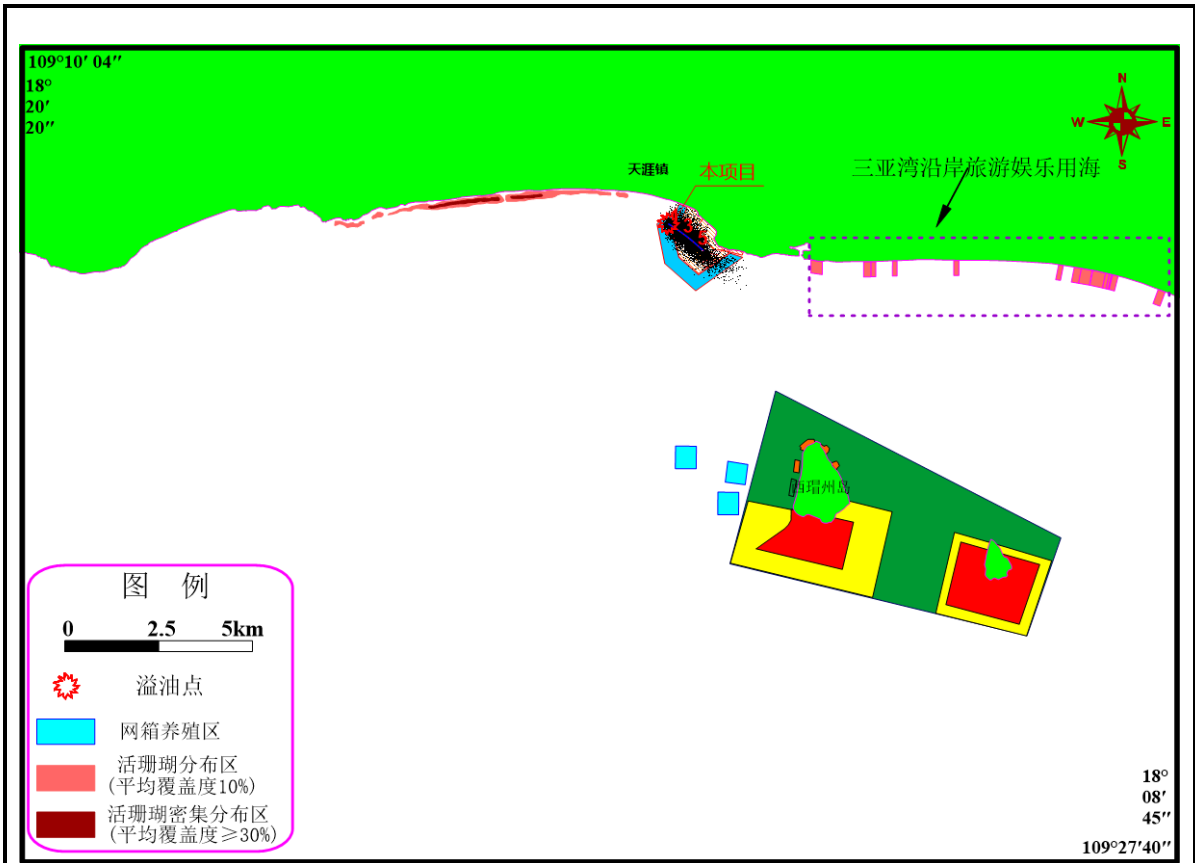 109°10′04″
18°
20′
20″
N
W
E
S
天涯镇
本项目
三亚湾沿岸旅游娱乐用海
西瑁州岛
图 例
0 2.5 5km
溢油点
网箱养殖区
活珊瑚分布区
(平均覆盖度10%)
活珊瑚密集分布区
(平均覆盖度≥30%)
18°
08′
45″
109°27′40″